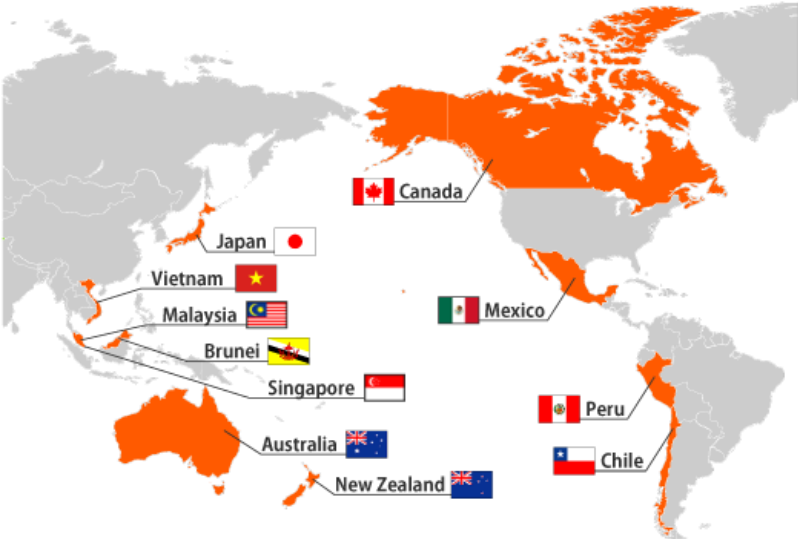 Canada
Japan
Vietnam
Malaysia
Mexico
Brunei
Singapore
Peru
Australia
Chile
New Zealand